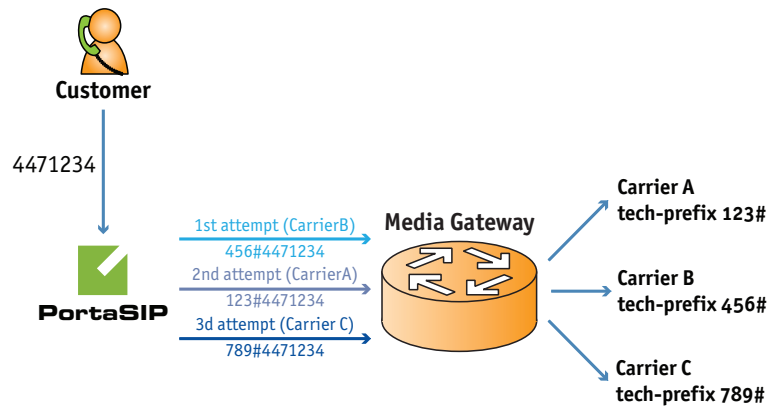 Customer
4471234
PortaSIP
1st attempt (CarrierB)
456#4471234
2nd attempt (CarrierA)
123#4471234
3d attempt (Carrier C)
789#4471234
Media Gateway
Carrier A
tech-prefix 123#
Carrier B
tech-prefix 456#
Carrier C
tech-prefix 789#